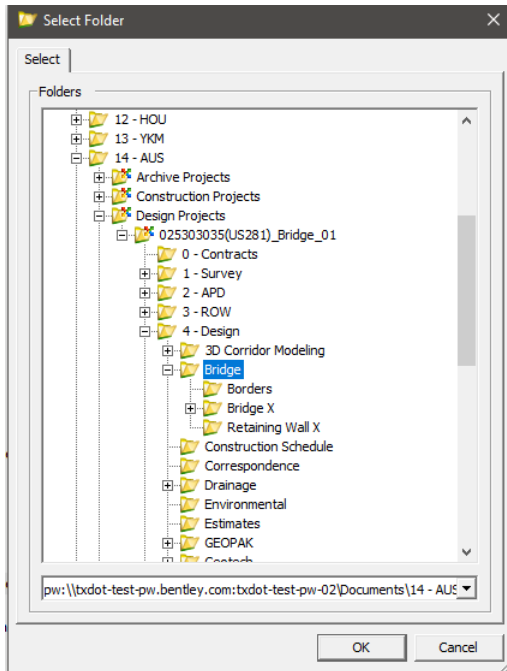 Select Folder
Select
Folders
12 - HOU
13 - YKM
14 - AUS
Archive Projects
Construction Projects
Design Projects
025303035(US281)_Bridge_01
0 - Contracts
1 - Survey
2 - APD
3 - ROW
4 - Design
3D Corridor Modeling
Bridge
Borders
Bridge X
Retaining Wall X
Construction Schedule
Correspondence
Drainage
Environmental
Estimates
GEOPAK
Geotech
pw:\\txdot-test-pw.bentley.com:txdot-test-pw-02\Documents\14 - AUS
OK
Cancel